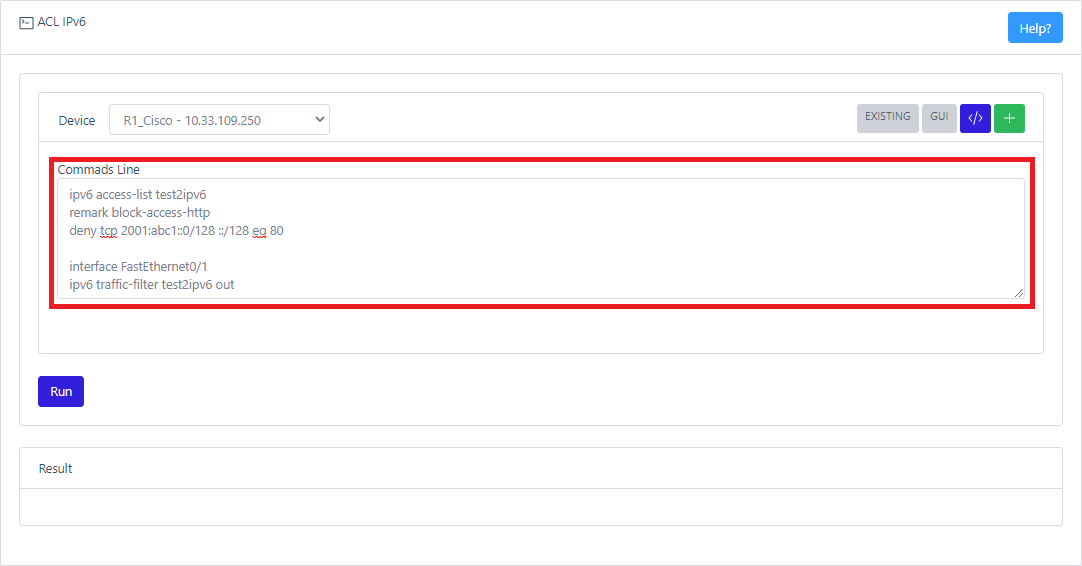 ACL IPv6
Help?
Device
R1_Cisco - 10.33.109.250
EXISTING
GUI
</>
+
Commads Line
ipv6 access-list test2ipv6
remark block-access-http
deny tcp 2001:abc1::0/128 ::/128 eq 80
interface FastEthernet0/1
ipv6 traffic-filter test2ipv6 out
Run
Result